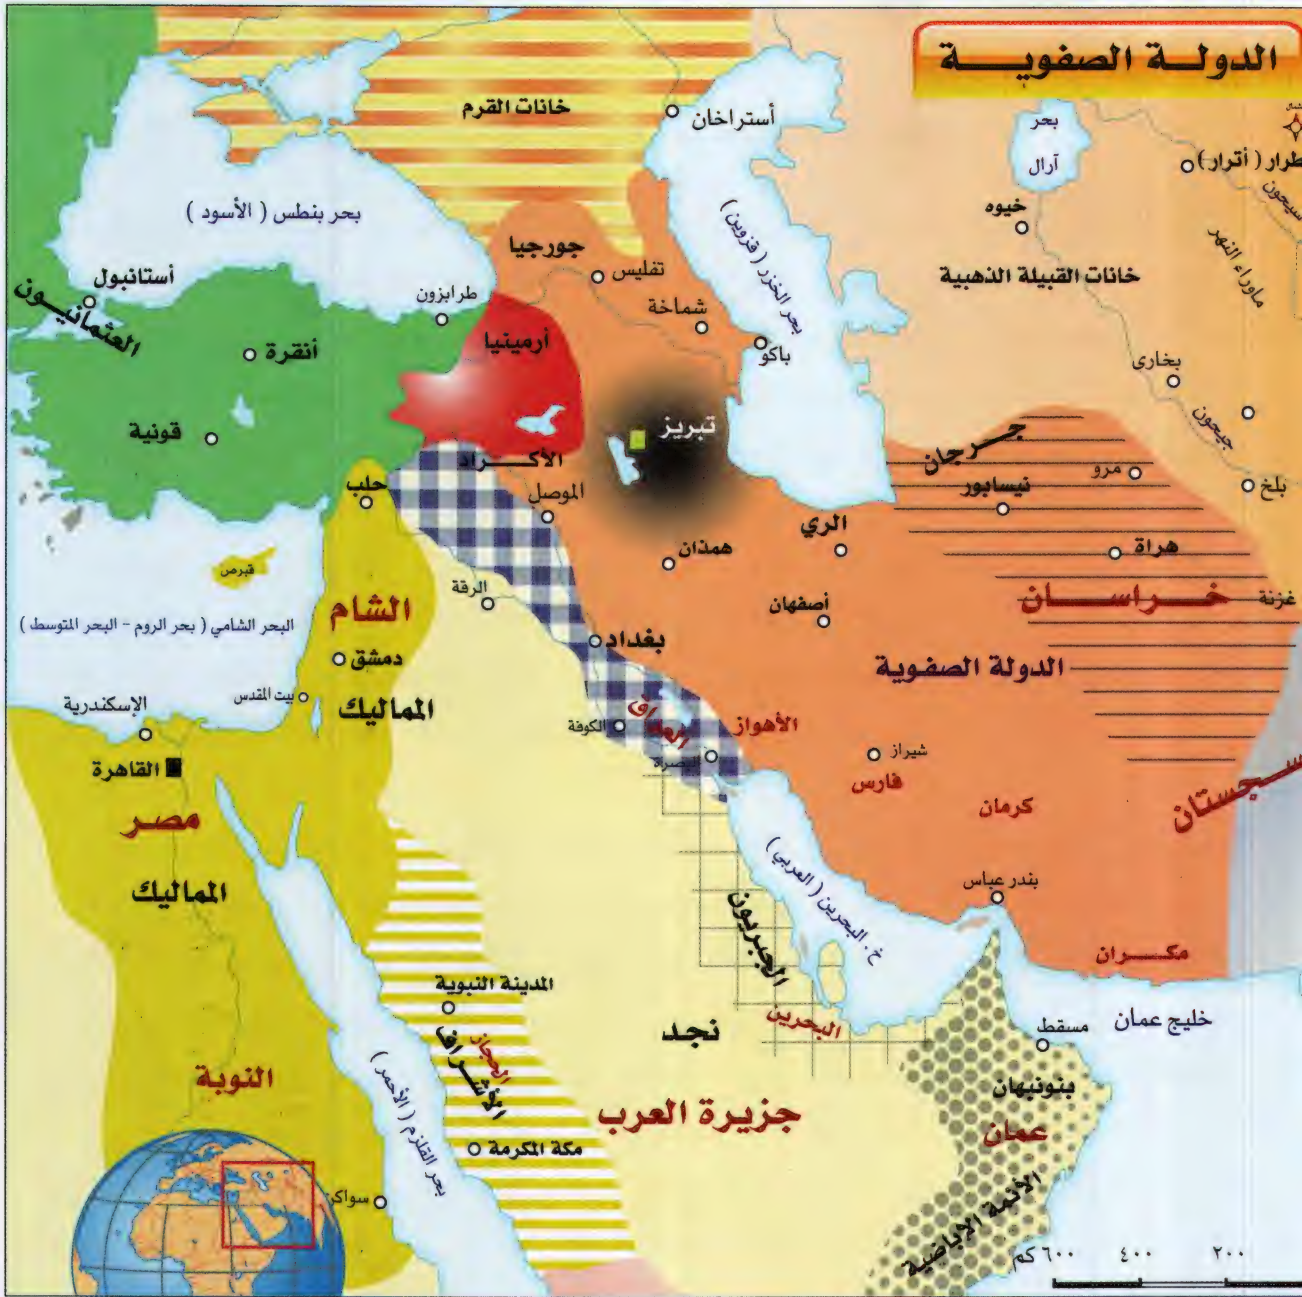 الدولة الصفوية
خانات القرم
أستراخان
بحر
آرال
طرار ( أترار )
سيحون
خيوه
ماوراء النهر
خانات القبيلة الذهبية
بحر بنطس ( الأسود )
بحر الخزر ( قزوين )
جورجيا
تفليس
شماخة
باكو
أستانبول
العثمانيون
طرابزون
أرمينيا
أنقرة
قونية
بخارى
جيحون
تبريز
جرجان
مرو
بلخ
نيسابور
الأكراد
الموصل
حلب
الري
همذان
هراة
قبرص
الرقة
أصفهان
خراسان
غزنة
الشام
البحر الشامي ( بحر الروم - البحر المتوسط )
بغداد
دمشق
الدولة الصفوية
بيت المقدس
المماليك
الإسكندرية
العراق
الكوفة
الأهواز
البصرة
شيراز
فارس
القاهرة
سجستان
كرمان
مصر
المماليك
خ. البحرين ( العربي )
بندر عباس
الجبريون
مكران
المدينة النبوية
البحرين
نجد
خليج عمان
مسقط
الحجاز
الأشراف
النوبة
بحر القلزم ( الأحمر )
بنونبهان
جزيرة العرب
عمان
مكة المكرمة
الأئمة الاباضية
سواكن
٢٠٠
٤٠٠
٦٠٠ كم